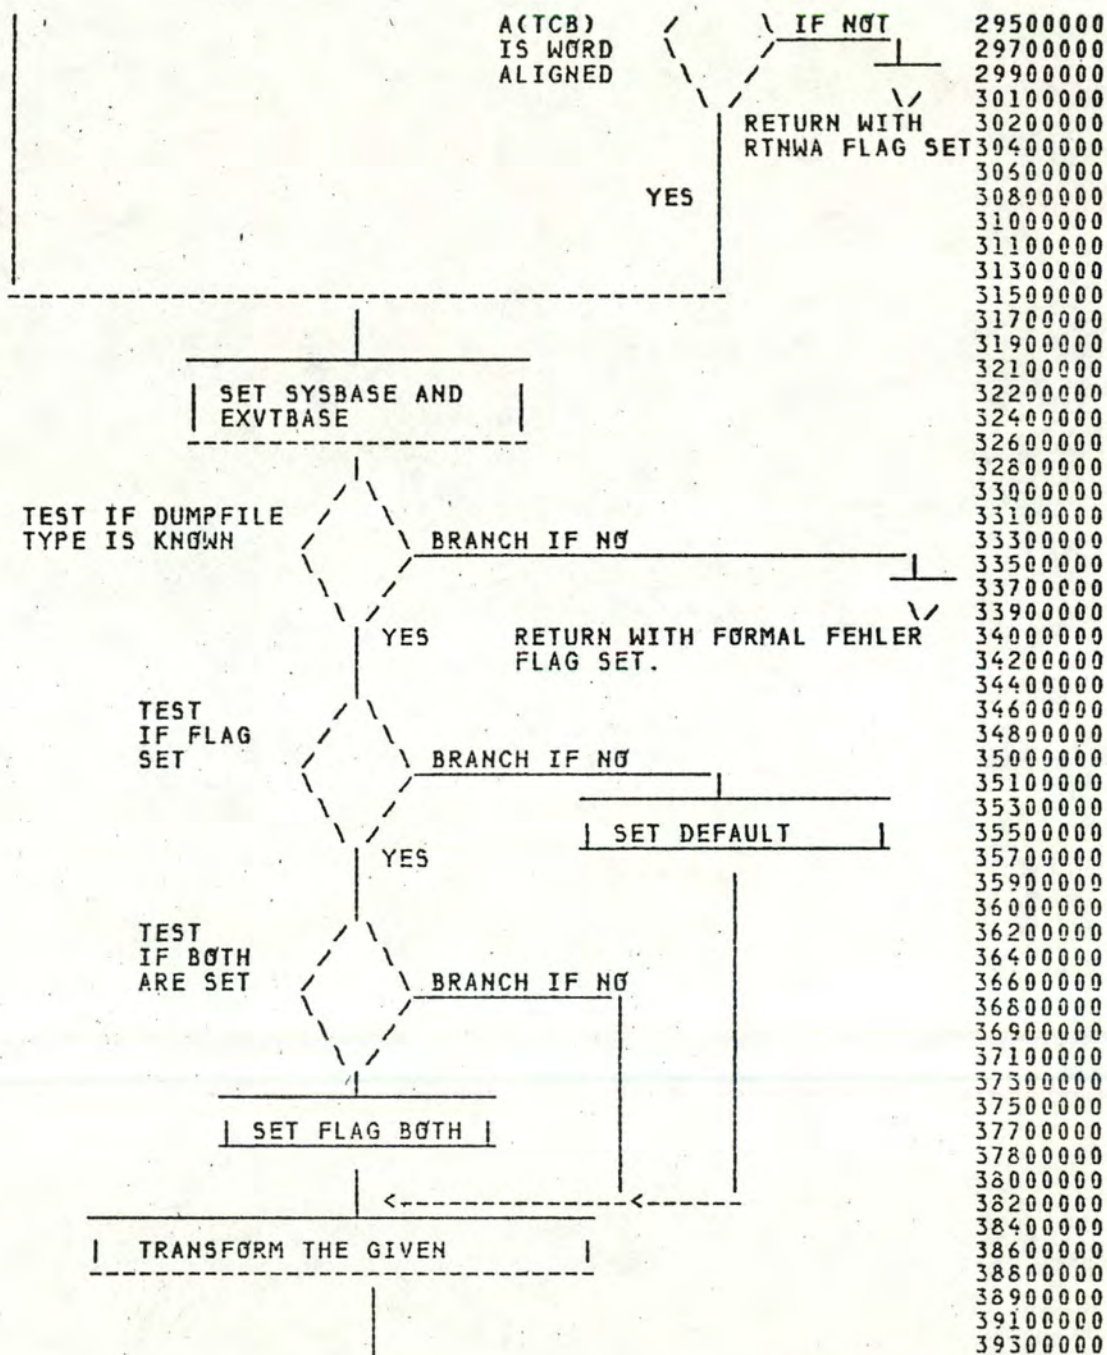 A(TCB) IF NOT 29500000
IS WORD 29700000
ALIGNED 29900000
30100000
RETURN WITH 30200000
RTNWA FLAG SET 30400000
30600000
YES 30800000
31000000
31100000
31300000
31500000
31700000
31900000
32100000
SET SYSBASE AND 32200000
EXVTBASE 32400000
32600000
32800000
33000000
TEST IF DUMPFILE 33100000
TYPE IS KNOWN BRANCH IF NO 33300000
33500000
33700000
33900000
YES RETURN WITH FORMAL FEHLER 34000000
FLAG SET. 34200000
34400000
TEST 34600000
IF FLAG 34800000
SET BRANCH IF NO 35000000
35100000
35300000
SET DEFAULT 35500000
YES 35700000
35900000
36000000
TEST 36200000
IF BOTH 36400000
ARE SET BRANCH IF NO 36600000
36800000
36900000
37100000
37300000
37500000
SET FLAG BOTH 37700000
37800000
38000000
38200000
38400000
TRANSFORM THE GIVEN 38600000
38800000
38900000
39100000
39300000